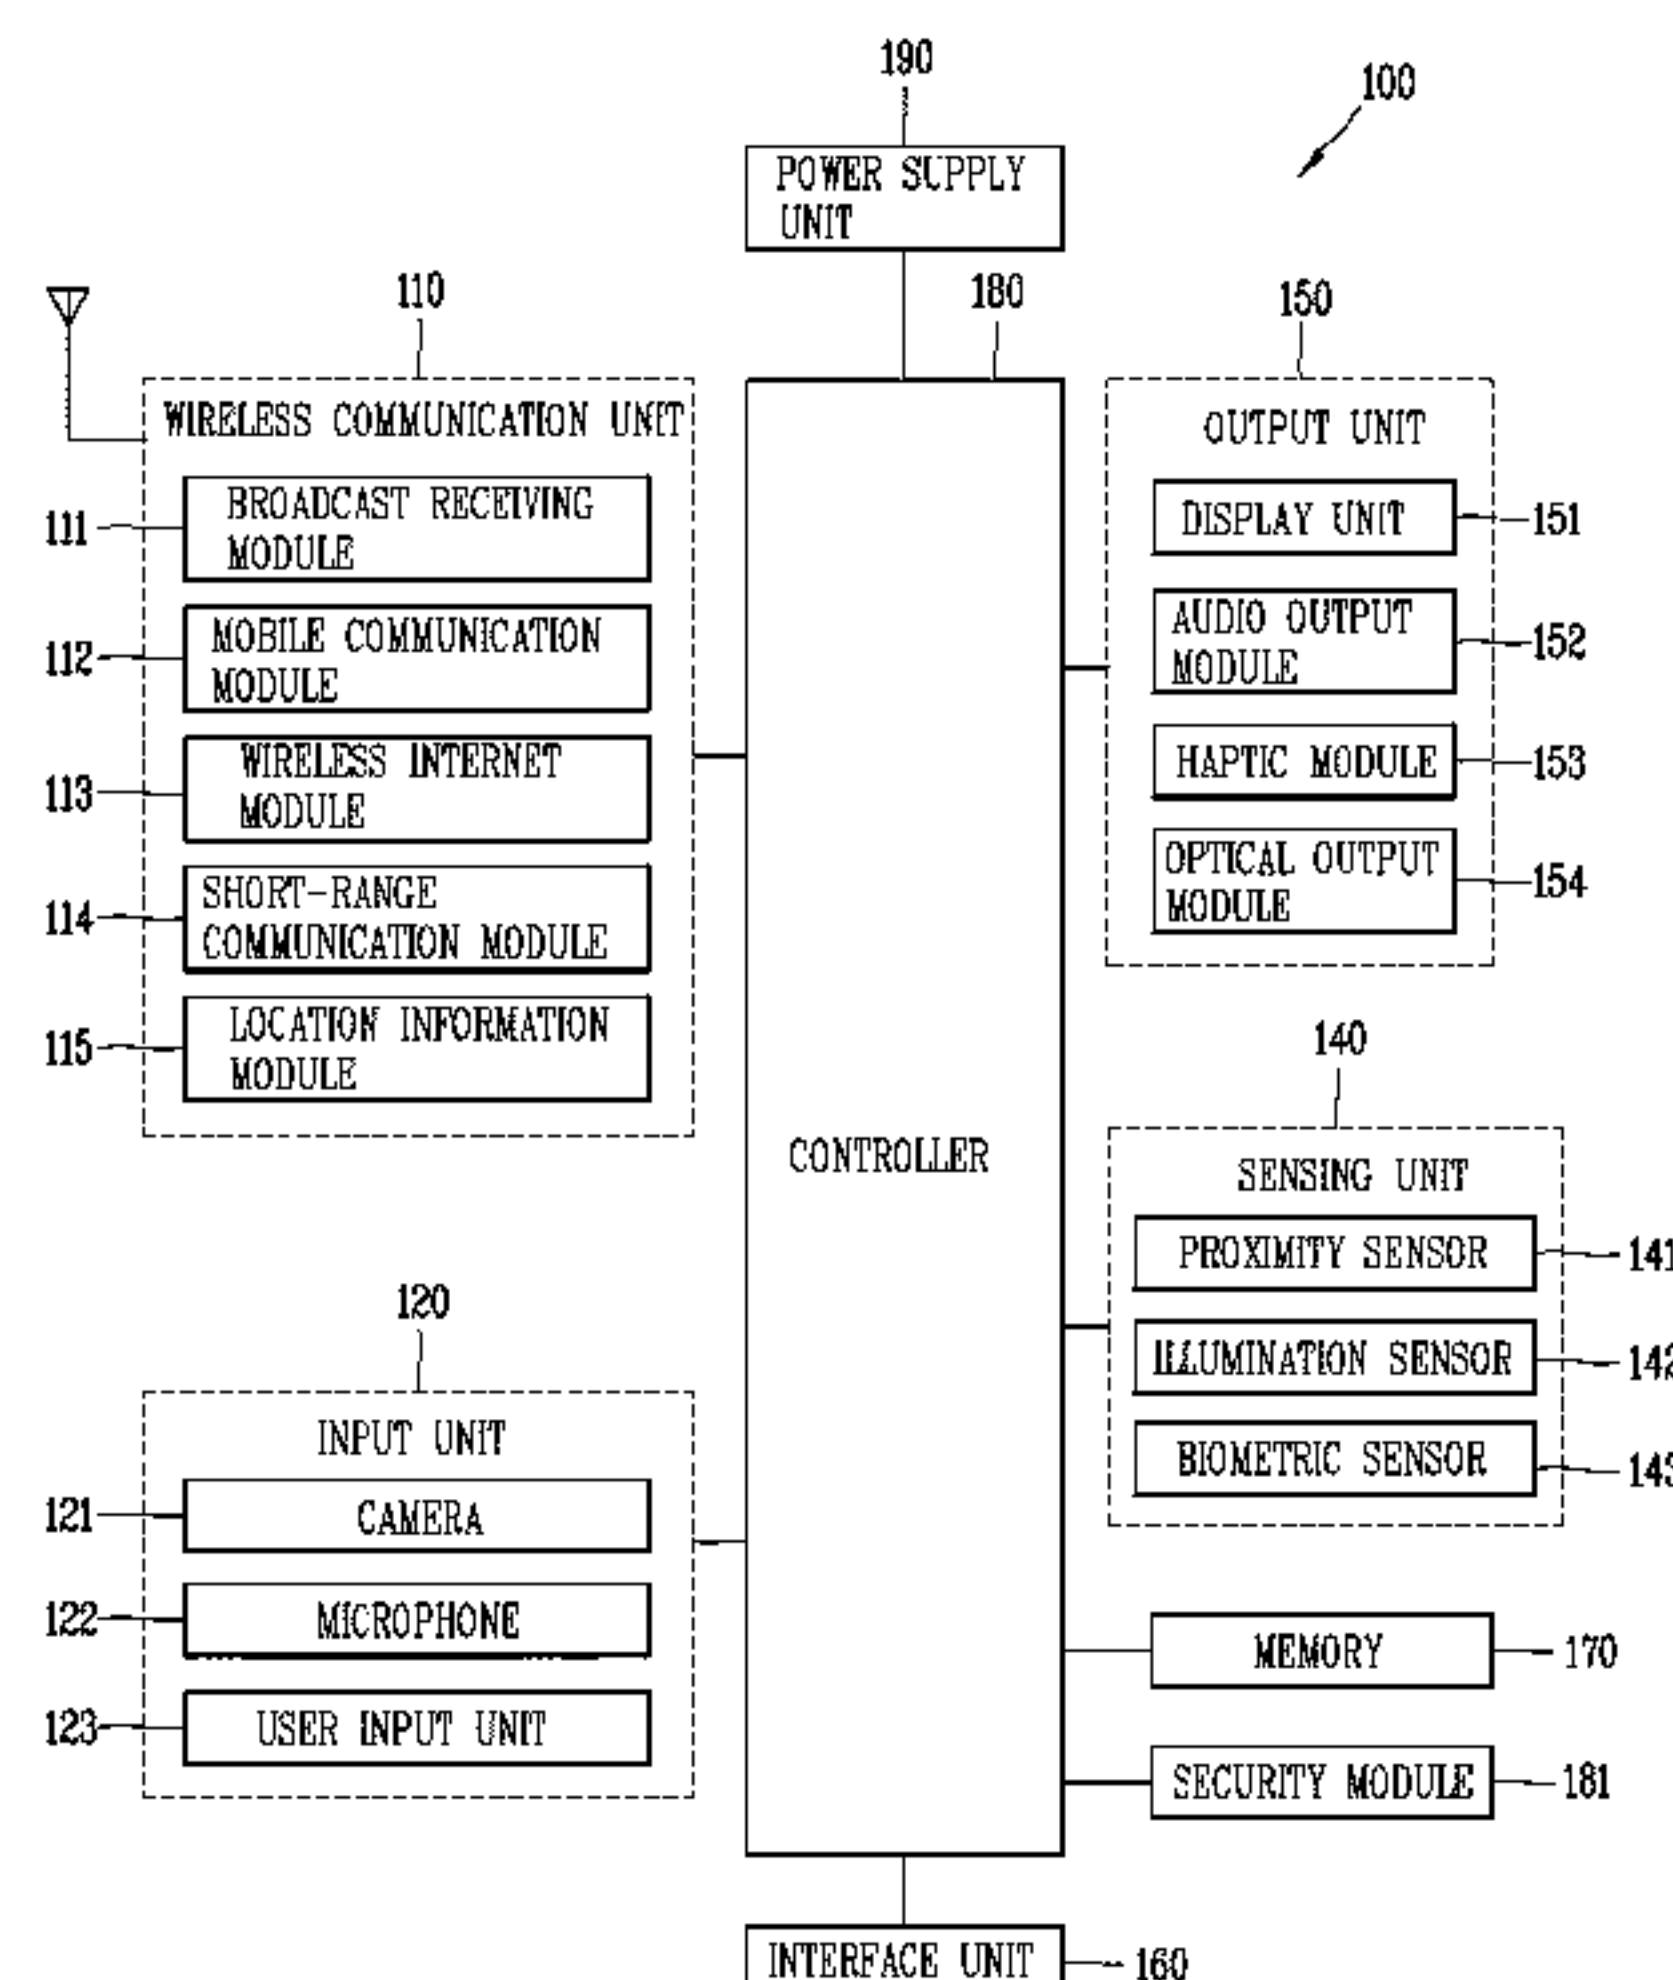 190
100
POWER SUPPLY
UNIT
110
180
150
WIRELESS COMMUNICATION UNIT
111
BROADCAST RECEIVING
MODULE
112
MOBILE COMMUNICATION
MODULE
113
WIRELESS INTERNET
MODULE
114
SHORT-RANGE
COMMUNICATION MODULE
115
LOCATION INFORMATION
MODULE
120
INPUT UNIT
121
CAMERA
122
MICROPHONE
123
USER INPUT UNIT
CONTROLLER
OUTPUT UNIT
DISPLAY UNIT
151
AUDIO OUTPUT
MODULE
152
HAPTIC MODULE
153
OPTICAL OUTPUT
MODULE
154
140
SENSING UNIT
PROXIMITY SENSOR
141
ILLUMINATION SENSOR
142
BIOMETRIC SENSOR
143
MEMORY
170
SECURITY MODULE
181
INTERFACE UNIT
160